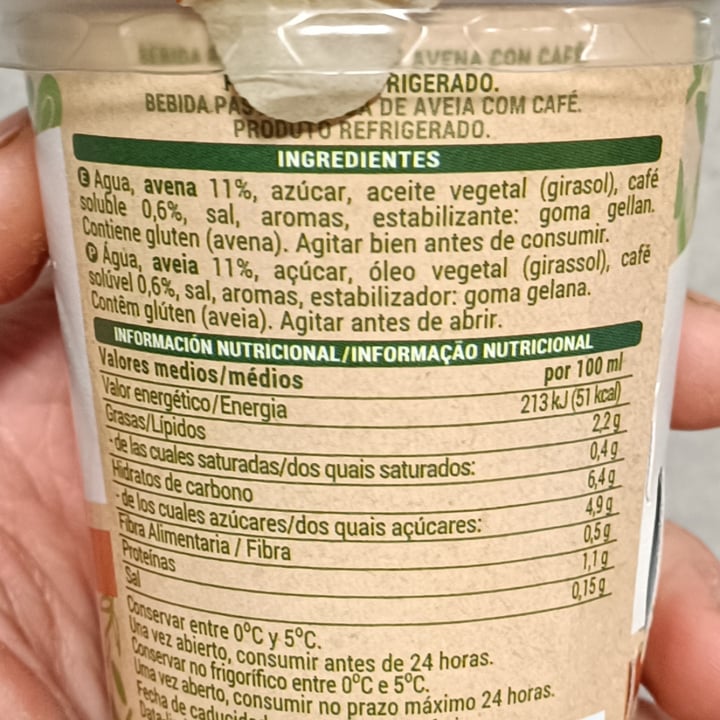 AVENA CON CAFÉ
RIGERADO.
BEBIDA DE AVEIA COM CAFÉ.
PRODUTO REFRIGERADO.
INGREDIENTES
E Agua, avena 11%, azúcar, aceite vegetal (girasol), café
soluble 0,6%, sal, aromas, estabilizante: goma gellan.
Contiene gluten (avena). Agitar bien antes de consumir.
P Água, aveia 11%, açúcar, óleo vegetal (girassol), café
solúvel 0,6%, sal, aromas, estabilizador: goma gelana.
Contêm glúten (aveia). Agitar antes de abrir.
INFORMACIÓN NUTRICIONAL/INFORMAÇÃO NUTRICIONAL
Valores medios/médios por 100 ml
Valor energético/Energia 213 kJ (51 kcal)
Grasas/Lípidos 2,2 g
- de las cuales saturadas/dos quais saturados: 0,4 g
Hidratos de carbono 6,4 g
- de los cuales azúcares/dos quais açúcares: 4,9 g
Fibra Alimentaria / Fibra 0,5 g
Proteínas 1,1 g
Sal 0,15 g
Conservar entre 0°C y 5°C.
Una vez abierto, consumir antes de 24 horas.
Conservar no frigorífico entre 0°C e 5°C.
Uma vez aberto, consumir no prazo máximo 24 horas.
Fecha de